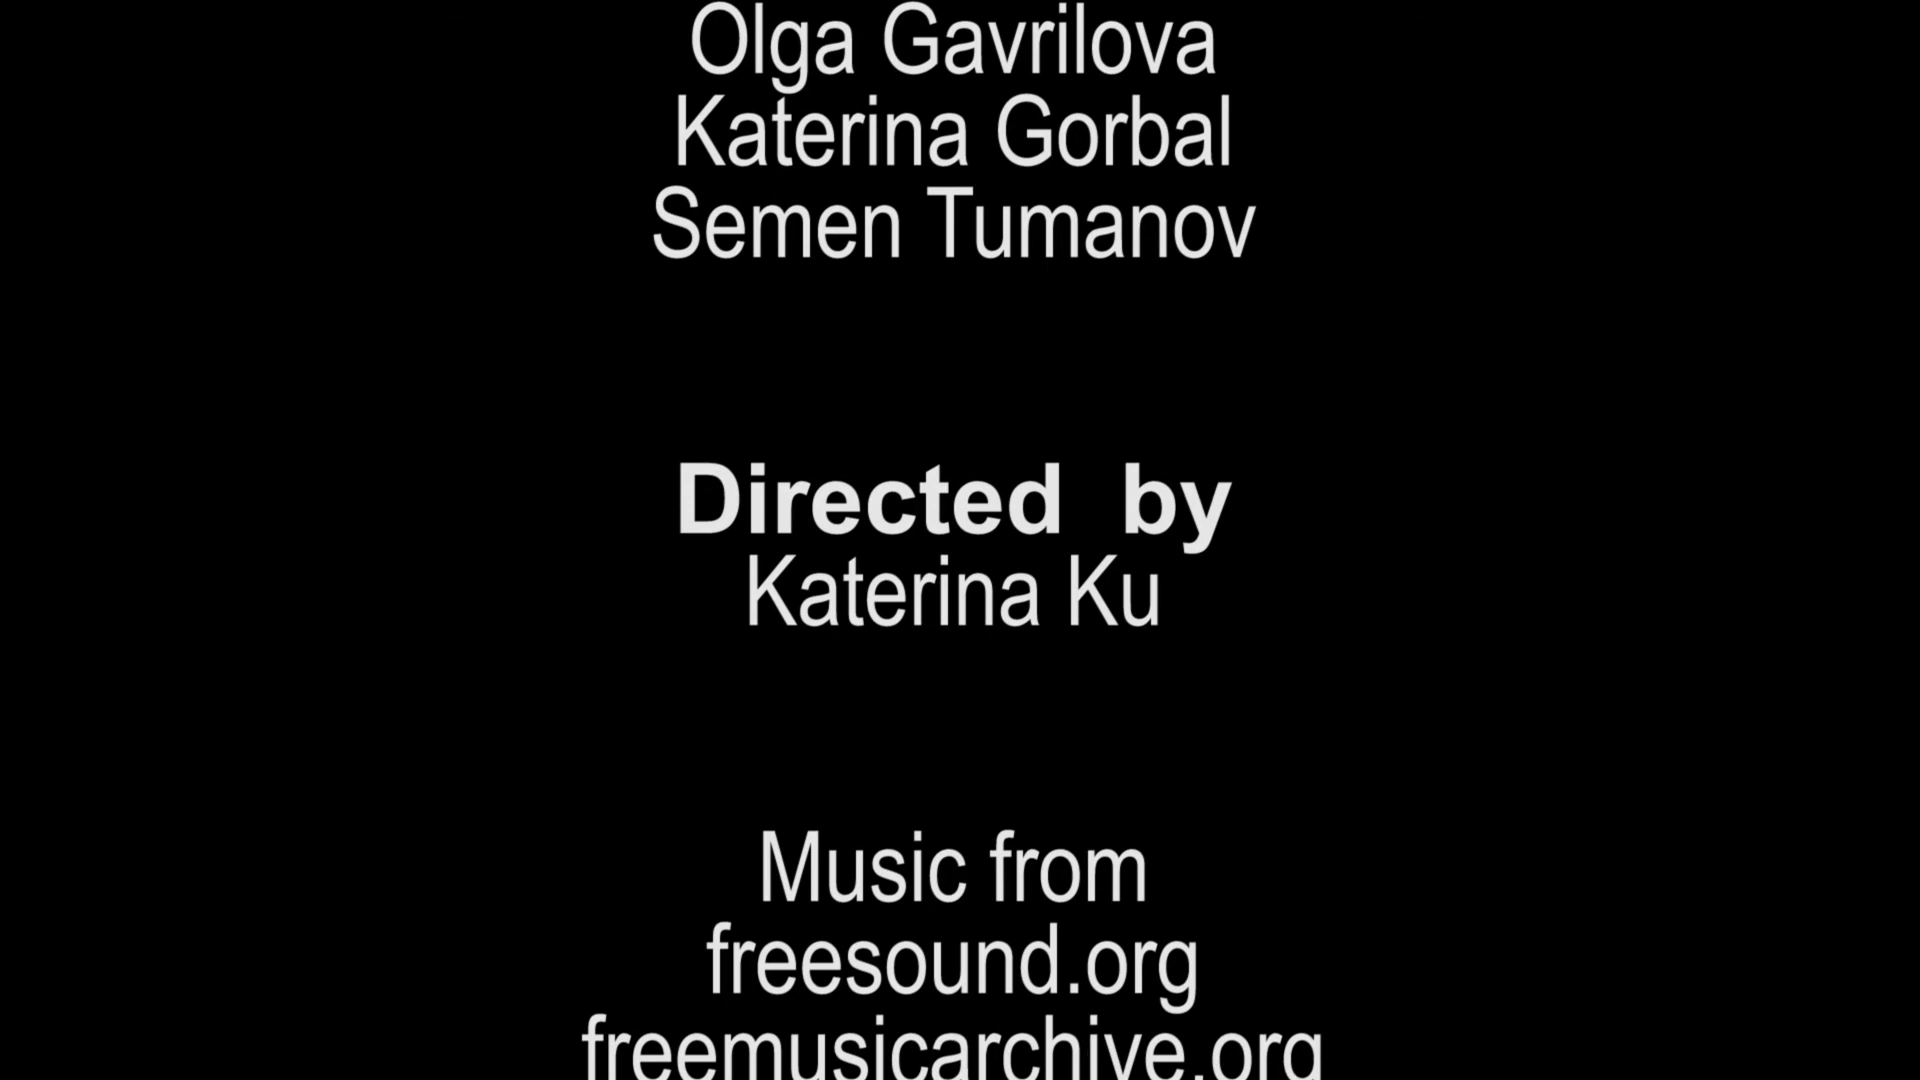 Olga Gavrilova
Katerina Gorbal
Semen Tumanov
Directed by
Katerina Ku
Music from
freesound.org
freemusicarchive.org